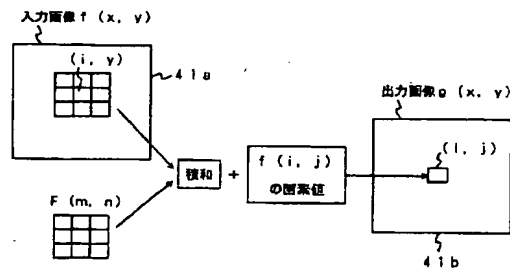 入力画像 f (x, y)
(i, y)
41a
出力画像 g (x, y)
(i, j)
積和
+
f (i, j)
の画素値
F (m, n)
41b